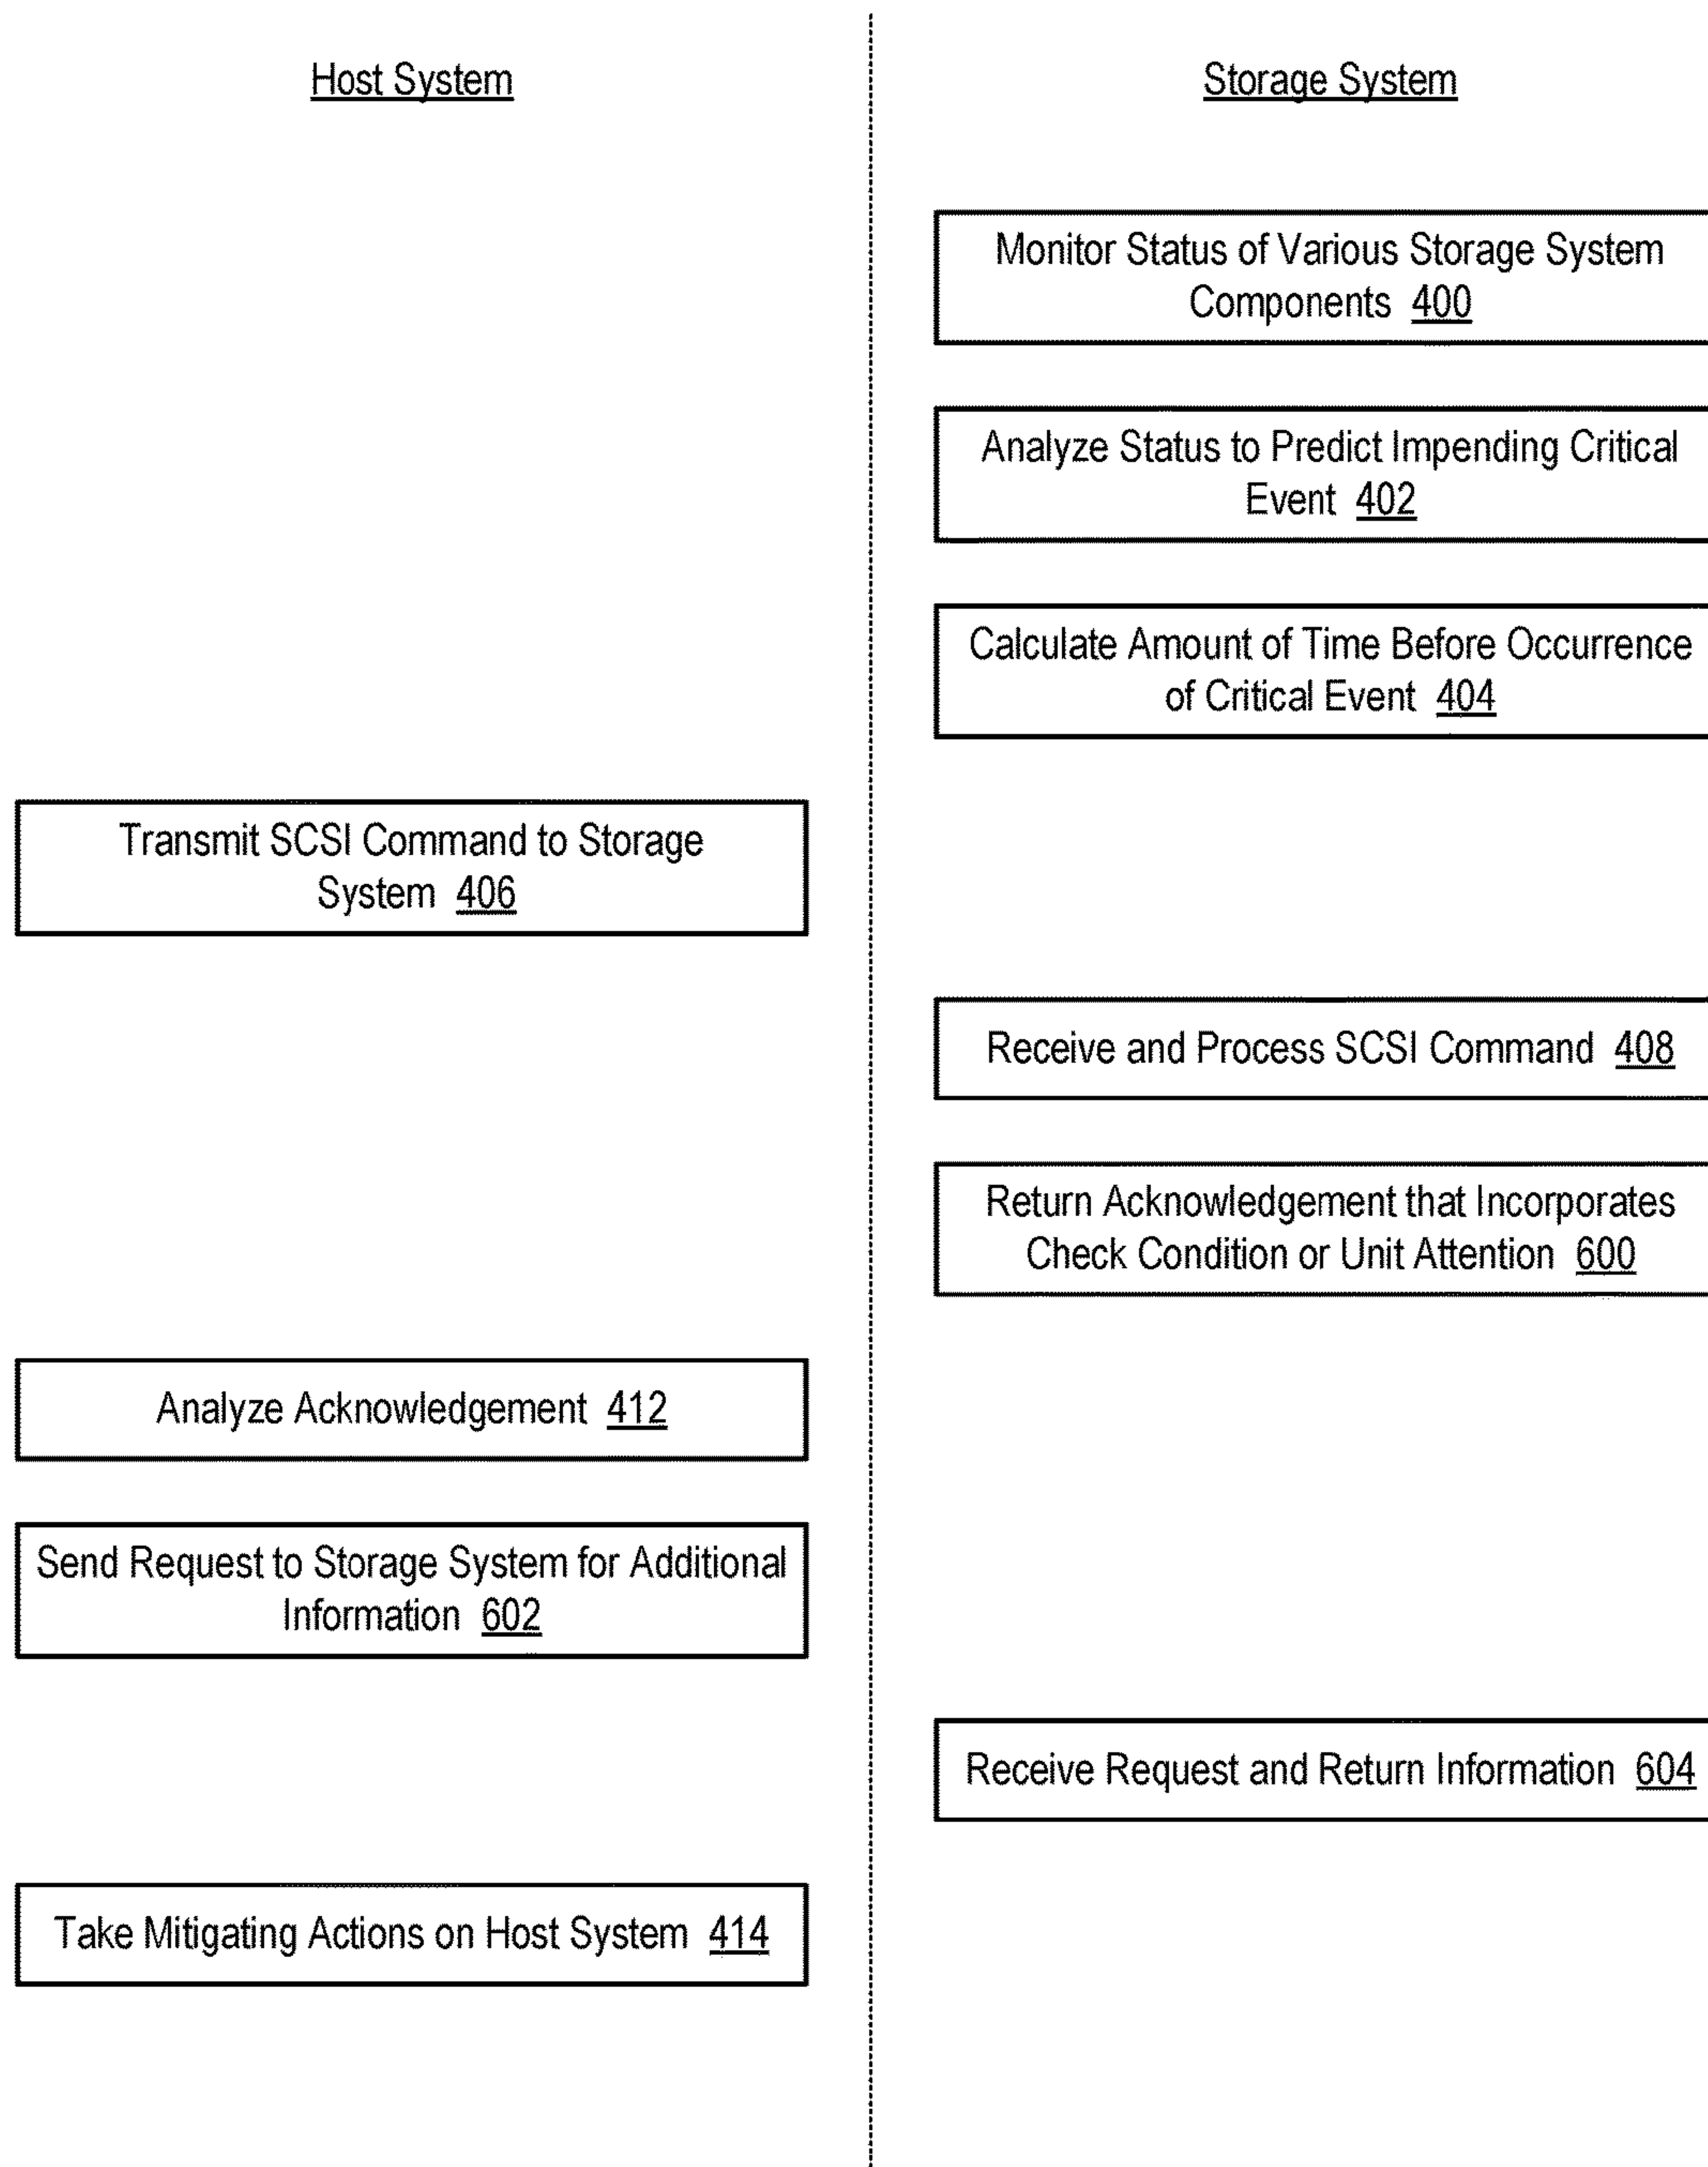 Host System
Storage System
Monitor Status of Various Storage System
Components 400
Analyze Status to Predict Impending Critical
Event 402
Calculate Amount of Time Before Occurrence
of Critical Event 404
Transmit SCSI Command to Storage
System 406
Receive and Process SCSI Command 408
Return Acknowledgement that Incorporates
Check Condition or Unit Attention 600
Analyze Acknowledgement 412
Send Request to Storage System for Additional
Information 602
Receive Request and Return Information 604
Take Mitigating Actions on Host System 414